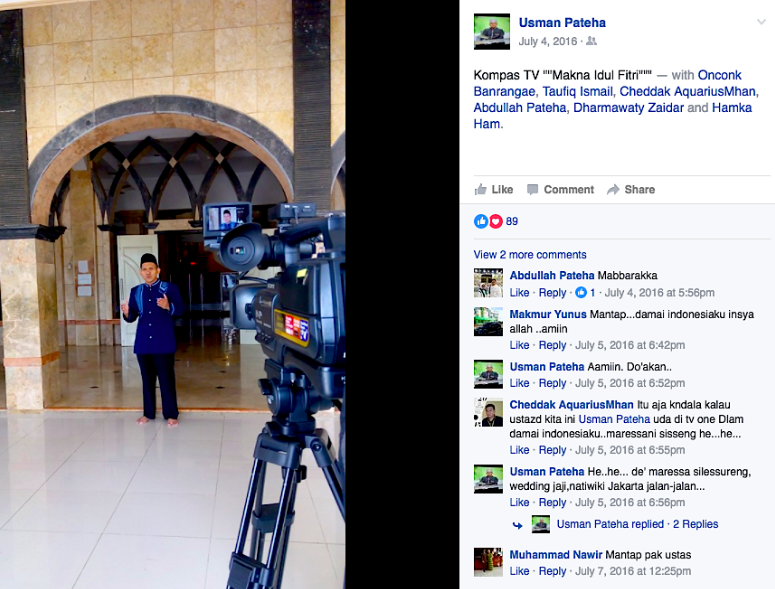 Usman Pateha
July 4, 2016 ·
Kompas TV ""Makna Idul Fitri""" — with Onconk
Banrangae, Taufiq Ismail, Cheddak AquariusMhan,
Abdullah Pateha, Dharmawaty Zaidar and Hamka
Ham.
Like Comment Share
89
View 2 more comments
Abdullah Pateha Mabbarakka
Like · Reply · 1 · July 4, 2016 at 5:56pm
Makmur Yunus Mantap...damai indonesiaku insya
allah ..amiin
Like · Reply · July 5, 2016 at 6:42pm
Usman Pateha Aamiin. Do'akan..
Like · Reply · July 5, 2016 at 6:52pm
Cheddak AquariusMhan Itu aja kndala kalau
ustazd kita ini Usman Pateha uda di tv one Dlam
damai indonesiaku..maressani sisseng he...he...
Like · Reply · July 5, 2016 at 6:55pm
Usman Pateha He..he... de' maressa silessureng,
wedding jaji,natiwiki Jakarta jalan-jalan...
Like · Reply · July 5, 2016 at 6:56pm
Usman Pateha replied · 2 Replies
Muhammad Nawir Mantap pak ustas
Like · Reply · July 7, 2016 at 12:25pm